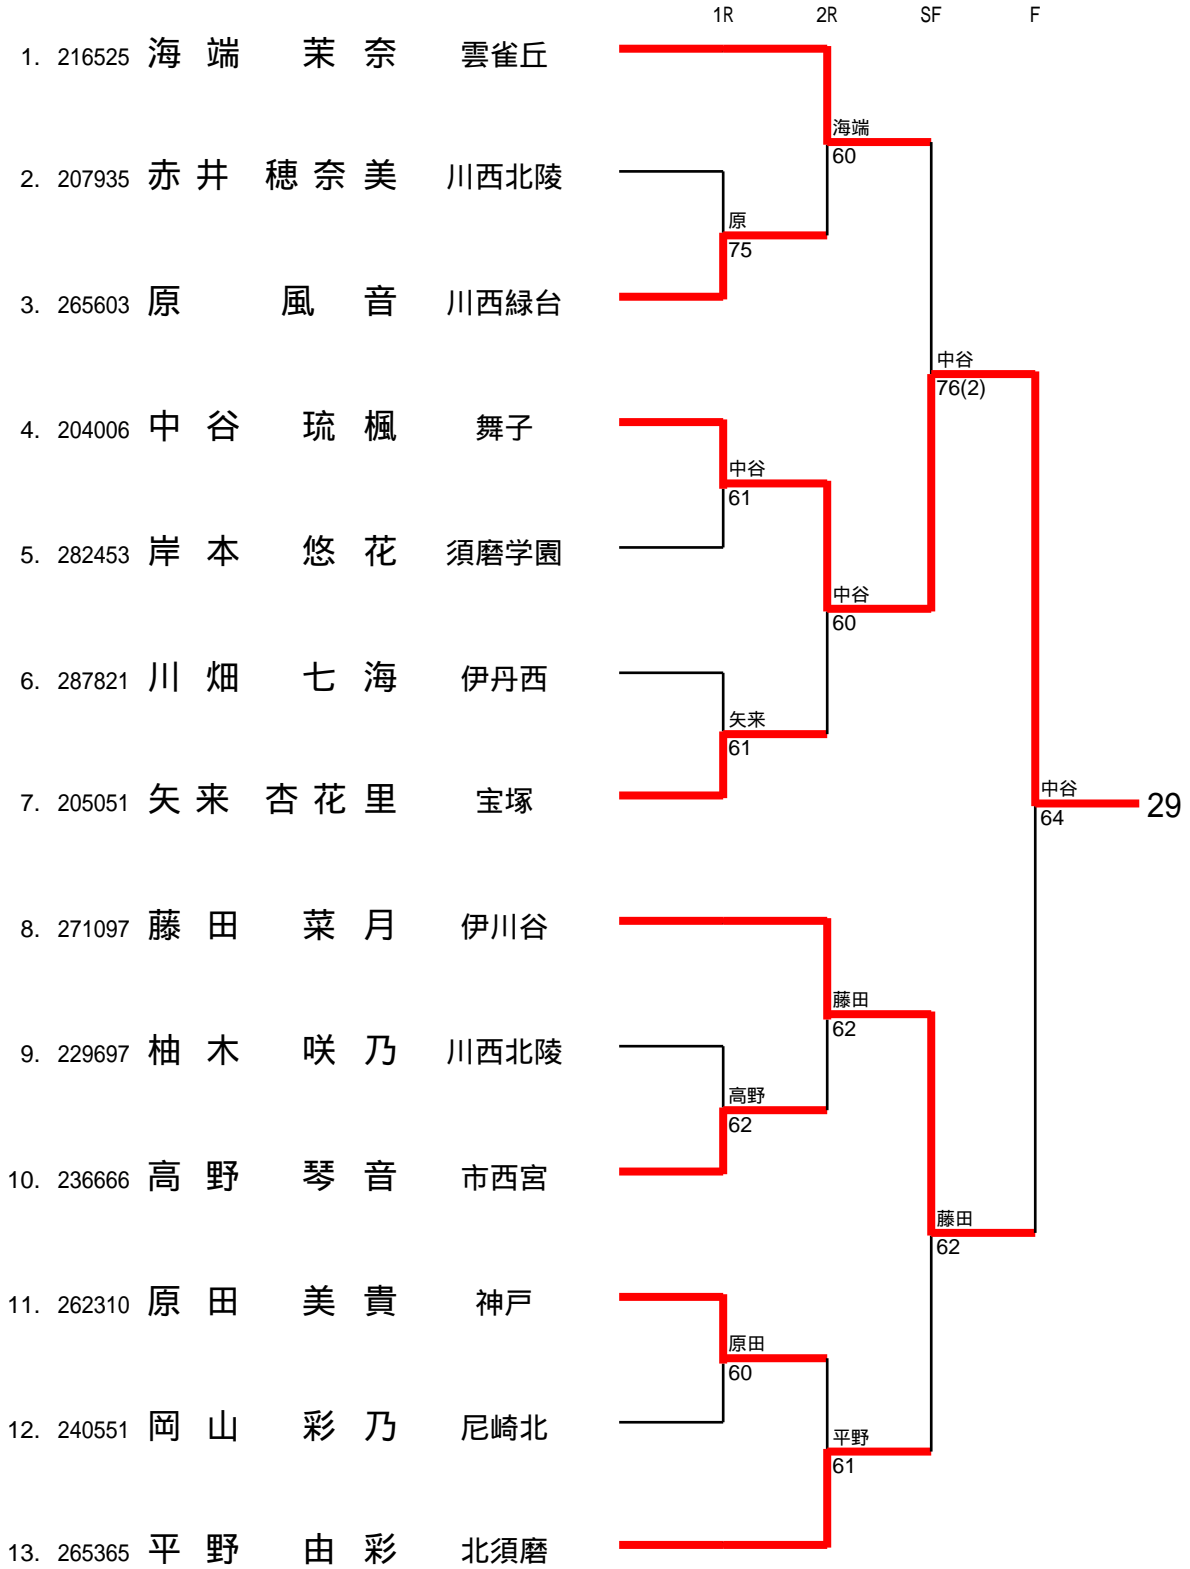 1R 2R SF F
1. 216525 海端 茉奈 雲雀丘
海端
60
2. 207935 赤井 穂奈美 川西北陵
原
75
3. 265603 原 風音 川西緑台
中谷
76(2)
4. 204006 中谷 琉楓 舞子
中谷
61
5. 282453 岸本 悠花 須磨学園
中谷
60
6. 287821 川畑 七海 伊丹西
矢来
61
7. 205051 矢来 杏花里 宝塚
中谷
64
29
8. 271097 藤田 菜月 伊川谷
藤田
62
9. 229697 柚木 咲乃 川西北陵
高野
62
10. 236666 高野 琴音 市西宮
藤田
62
11. 262310 原田 美貴 神戸
原田
60
12. 240551 岡山 彩乃 尼崎北
平野
61
13. 265365 平野 由彩 北須磨